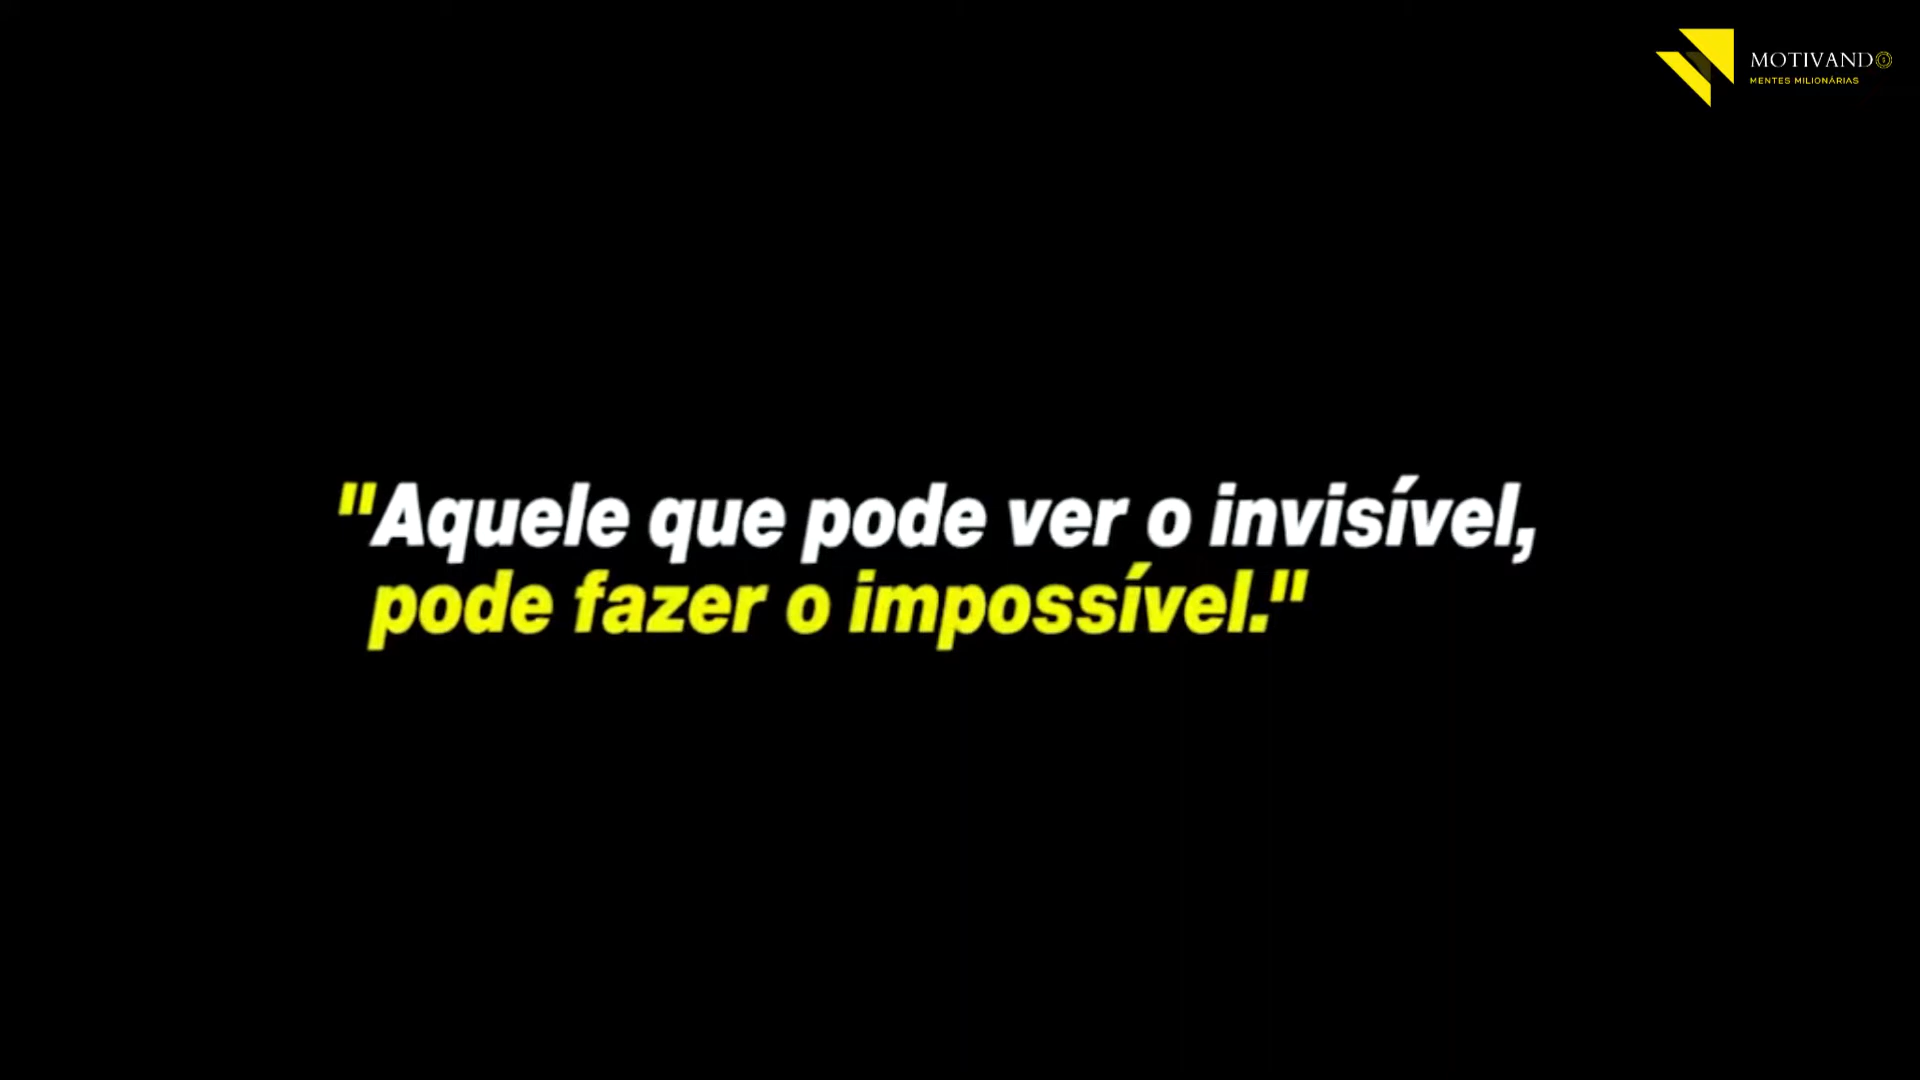 MOTIVANDO
MENTES MILIONÁRIAS
"Aquele que pode ver o invisível,
pode fazer o impossível."